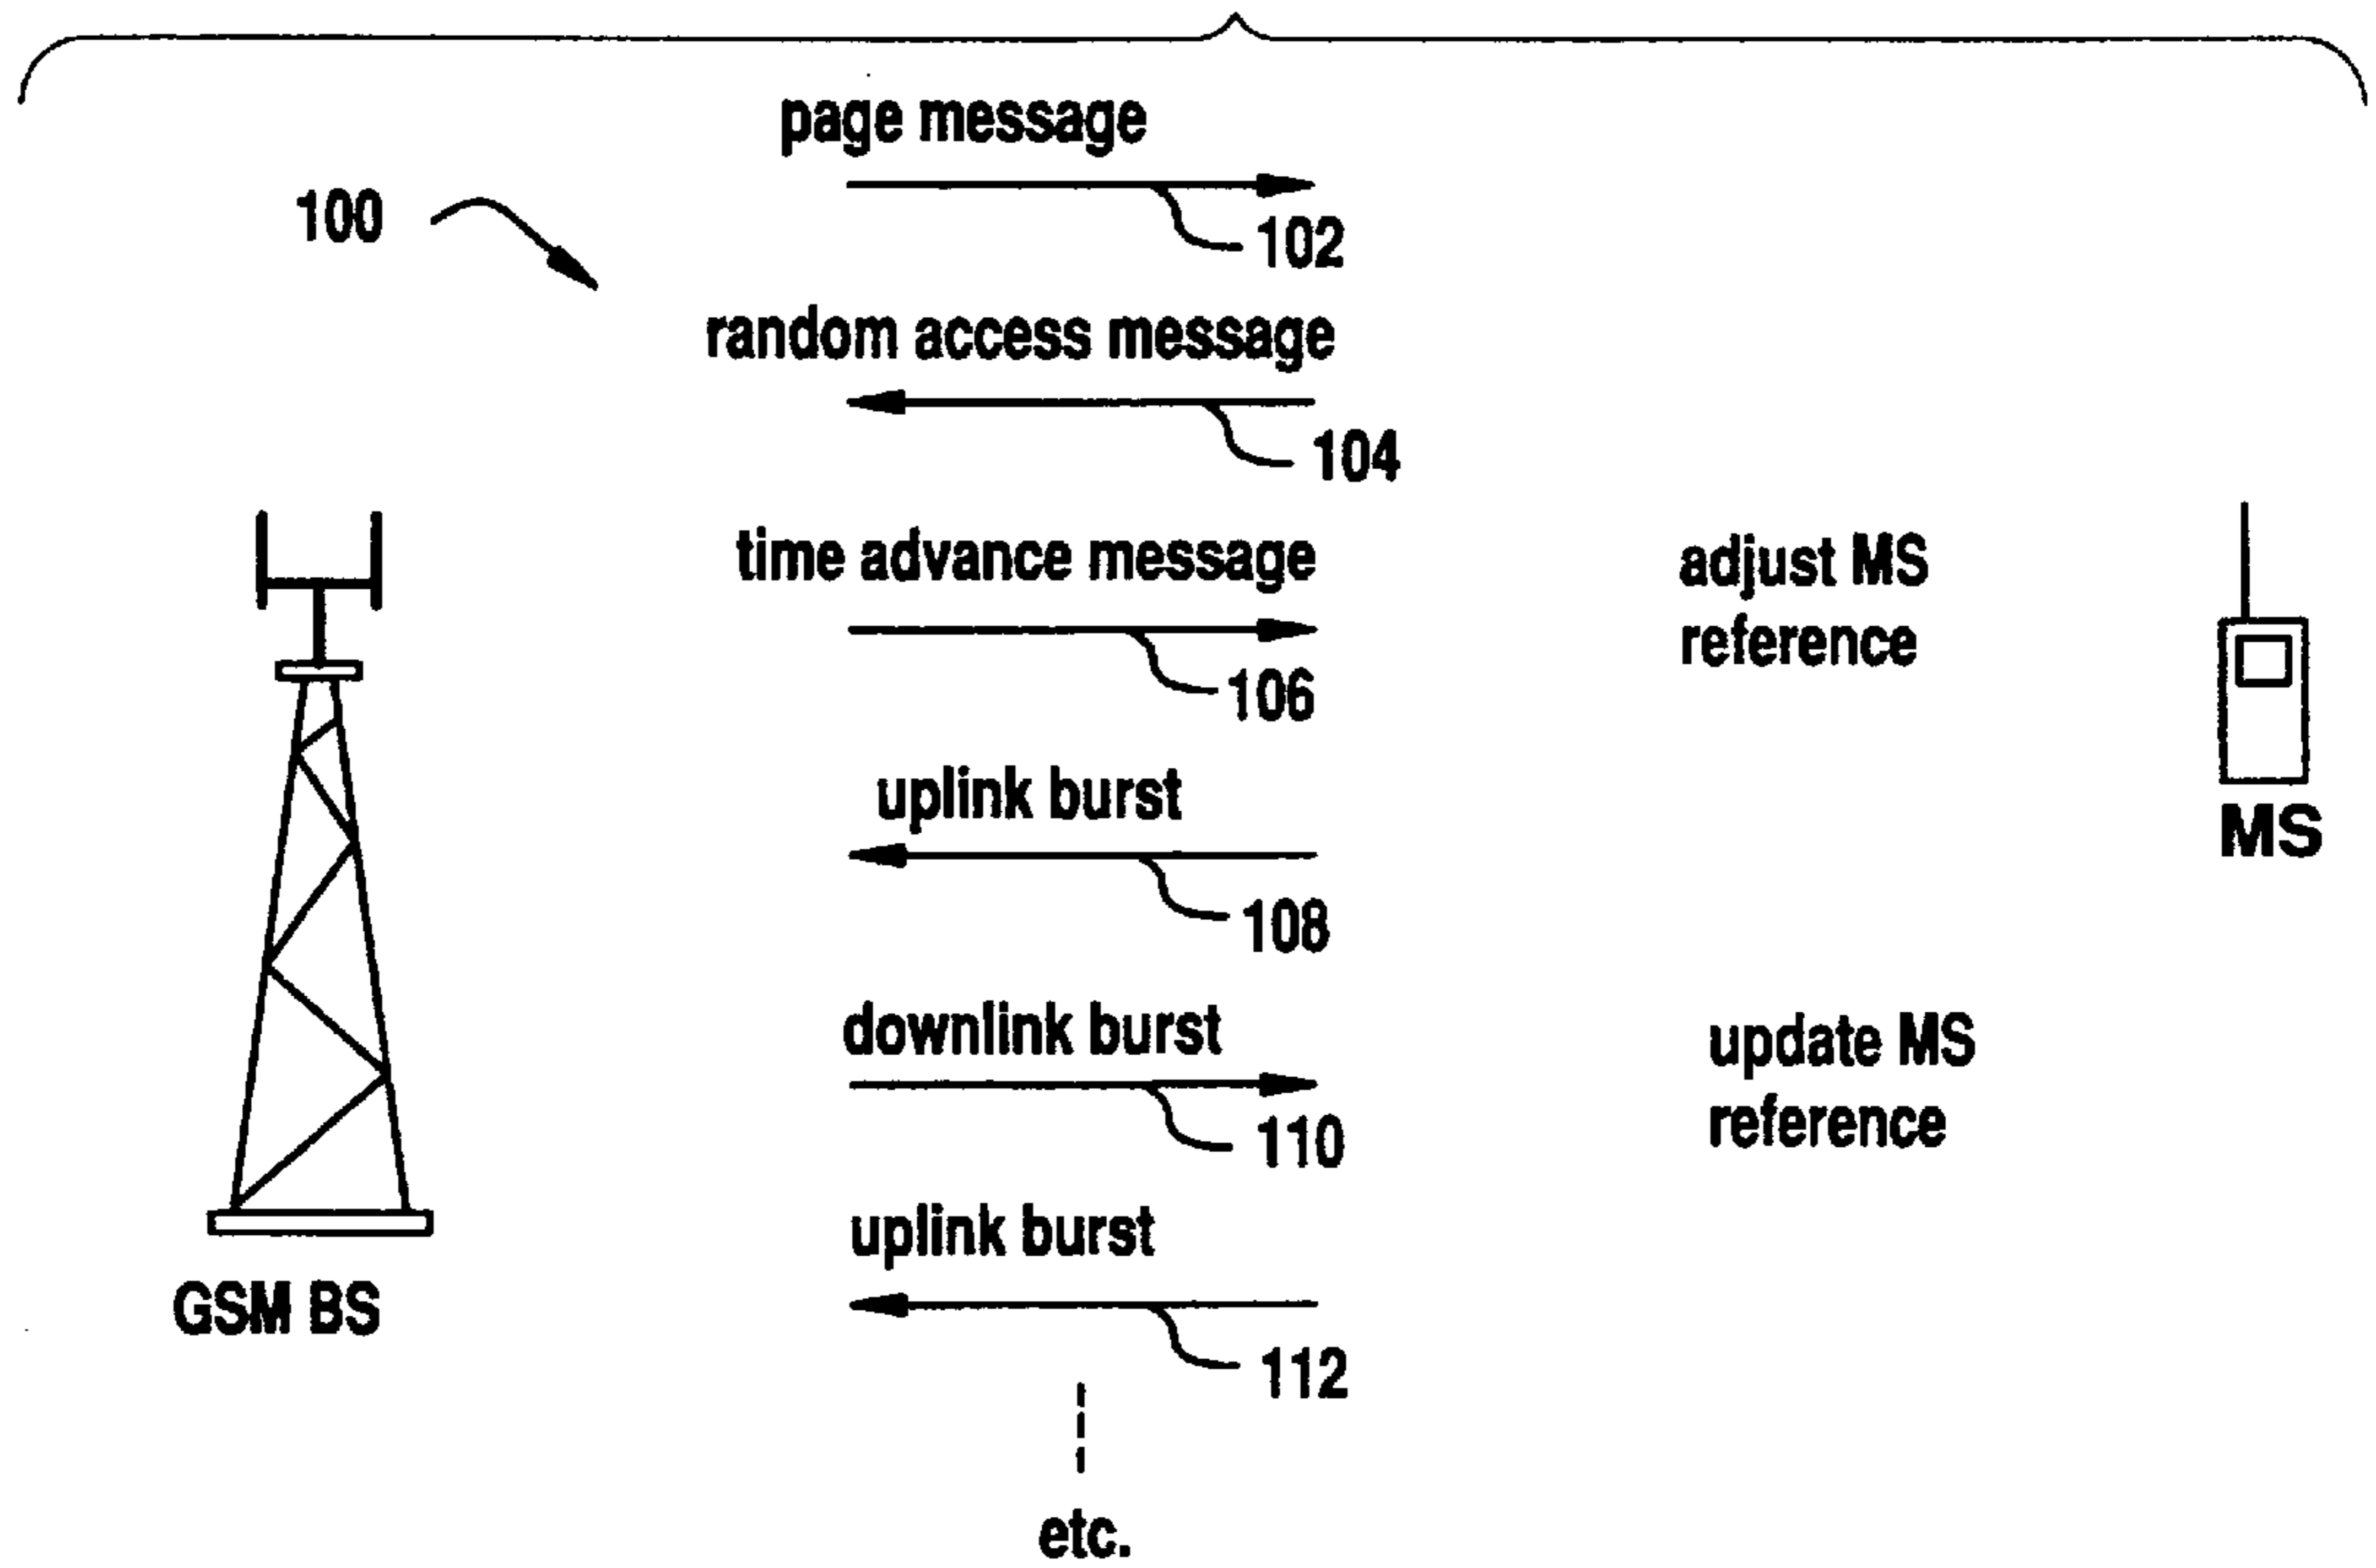 page message
100
102
random access message
104
time advance message
adjust MS
reference
106
uplink burst
MS
108
downlink burst
update MS
reference
110
uplink burst
GSM BS
112
etc.